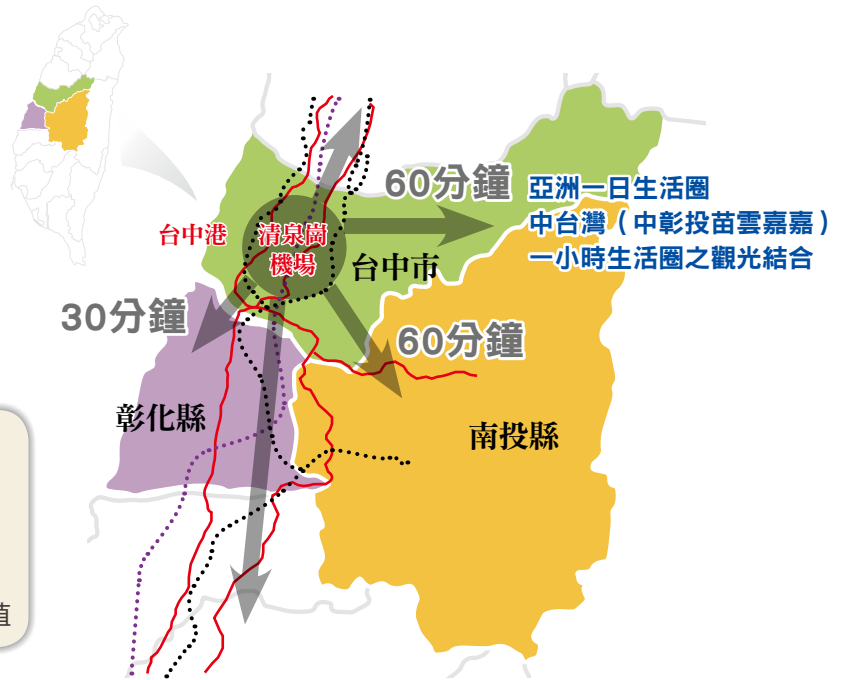 60分鐘
亞洲一日生活圈
中台灣（中彰投苗雲嘉嘉）
一小時生活圈之觀光結合
台中港
清泉崗
機場
台中市
30分鐘
60分鐘
彰化縣
南投縣
值